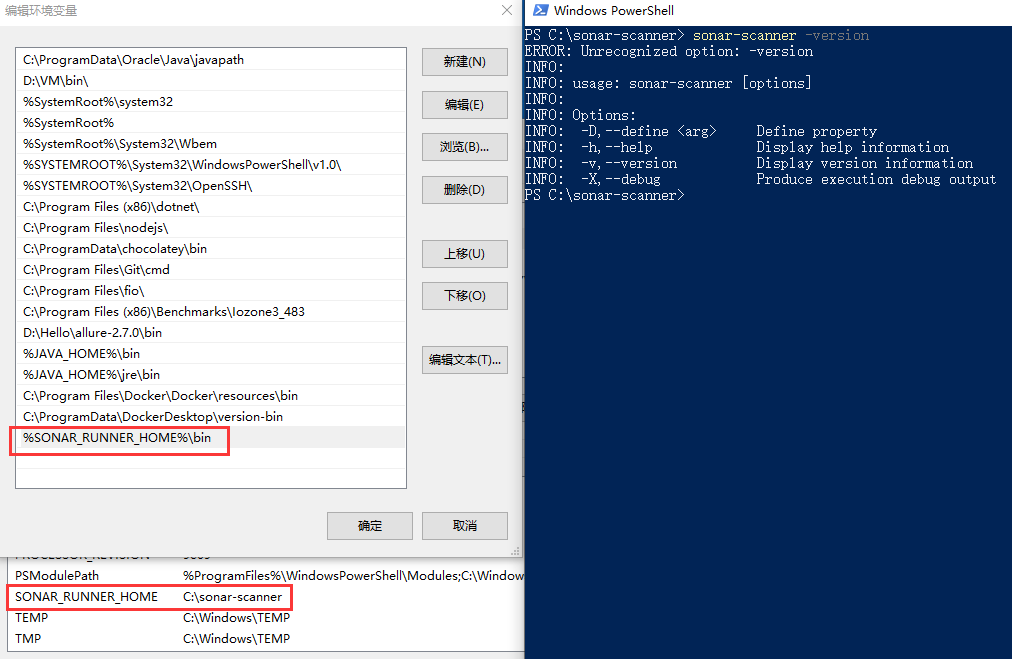 编辑环境变量
C:\ProgramData\Oracle\Java\javapath
D:\VM\bin\
%SystemRoot%\system32
%SystemRoot%
%SystemRoot%\System32\Wbem
%SYSTEMROOT%\System32\WindowsPowerShell\v1.0\
%SYSTEMROOT%\System32\OpenSSH\
C:\Program Files (x86)\dotnet\
C:\Program Files\nodejs\
C:\ProgramData\chocolatey\bin
C:\Program Files\Git\cmd
C:\Program Files\fio\
C:\Program Files (x86)\Benchmarks\Iozone3_483
D:\Hello\allure-2.7.0\bin
%JAVA_HOME%\bin
%JAVA_HOME%\jre\bin
C:\Program Files\Docker\Docker\resources\bin
C:\ProgramData\DockerDesktop\version-bin
%SONAR_RUNNER_HOME%\bin
新建(N)
编辑(E)
浏览(B)...
删除(D)
上移(U)
下移(O)
编辑文本(T)...
确定
取消
PSModulePath %ProgramFiles%\WindowsPowerShell\Modules;C:\Window
SONAR_RUNNER_HOME C:\sonar-scanner
TEMP C:\Windows\TEMP
TMP C:\Windows\TEMP
Windows PowerShell
PS C:\sonar-scanner> sonar-scanner -version
ERROR: Unrecognized option: -version
INFO:
INFO: usage: sonar-scanner [options]
INFO:
INFO: Options:
INFO: -D,--define <arg> Define property
INFO: -h,--help Display help information
INFO: -v,--version Display version information
INFO: -X,--debug Produce execution debug output
PS C:\sonar-scanner>